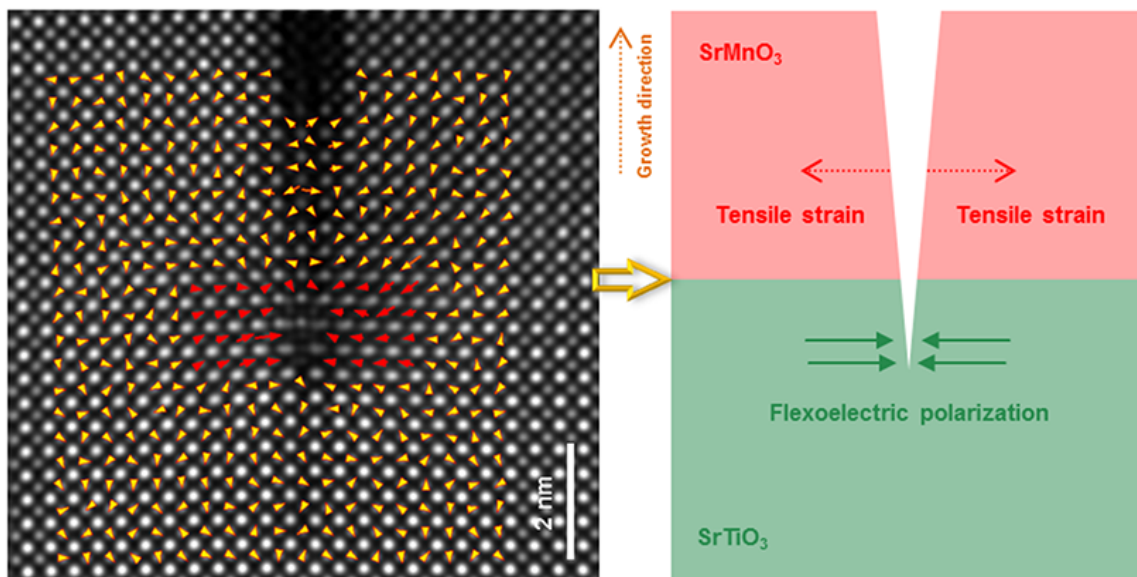 2 nm
Growth direction
SrMnO₃
Tensile strain
Tensile strain
Flexoelectric polarization
SrTiO₃